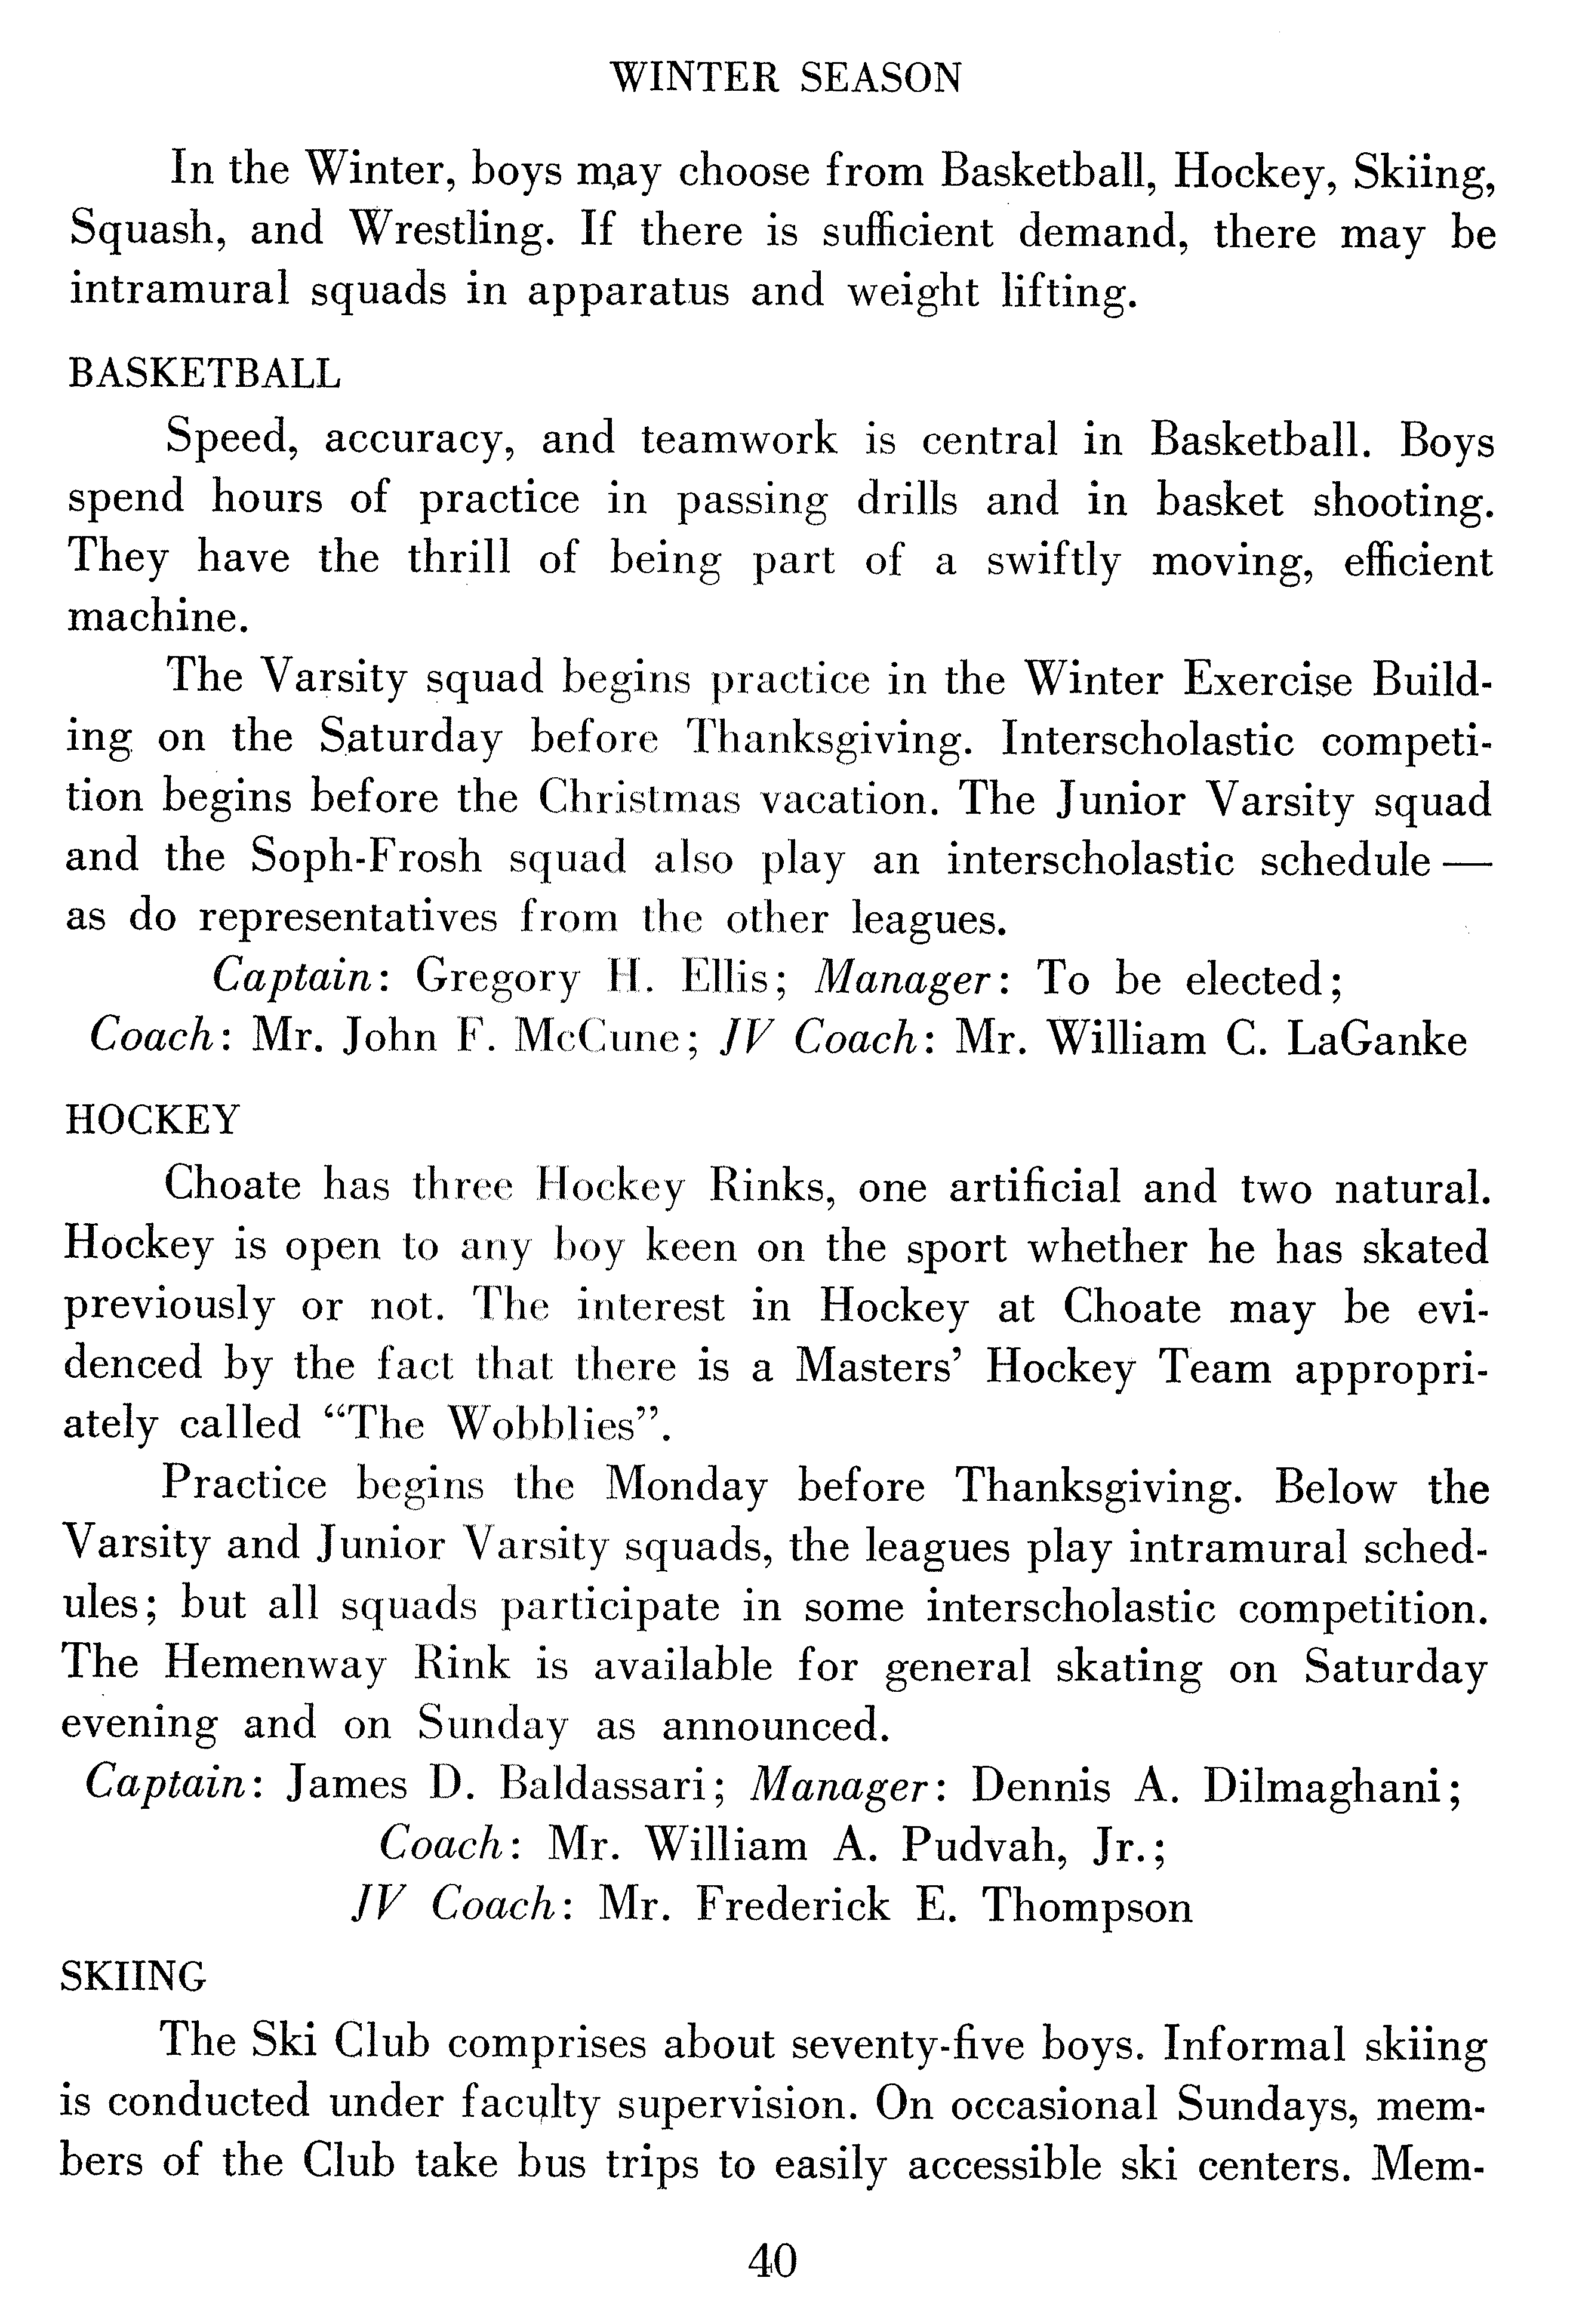 WINTER SEASON
In the Winter, boys may choose from Basketball, Hockey, Skiing,
Squash, and Wrestling. If there is sufficient demand, there may be
intramural squads in apparatus and weight lifting.
BASKETBALL
Speed, accuracy, and teamwork is central in Basketball. Boys
spend hours of practice in passing drills and in basket shooting.
They have the thrill of being part of a swiftly moving, efficient
machine.
The Varsity squad begins practice in the Winter Exercise Build-
ing on the Saturday before Thanksgiving. Interscholastic competi-
tion begins before the Christmas vacation. The Junior Varsity squad
and the Soph-Frosh squad also play an interscholastic schedule —
as do representatives from the other leagues.
Captain: Gregory H. Ellis; Manager: To be elected;
Coach: Mr. John F. McCune; JV Coach: Mr. William C. LaGanke
HOCKEY
Choate has three Hockey Rinks, one artificial and two natural.
Hockey is open to any boy keen on the sport whether he has skated
previously or not. The interest in Hockey at Choate may be evi-
denced by the fact that there is a Masters’ Hockey Team appropri-
ately called “The Wobblies”.
Practice begins the Monday before Thanksgiving. Below the
Varsity and Junior Varsity squads, the leagues play intramural sched-
ules; but all squads participate in some interscholastic competition.
The Hemenway Rink is available for general skating on Saturday
evening and on Sunday as announced.
Captain: James D. Baldassari; Manager: Dennis A. Dilmaghani;
Coach: Mr. William A. Pudvah, Jr.;
JV Coach: Mr. Frederick E. Thompson
SKIING
The Ski Club comprises about seventy-five boys. Informal skiing
is conducted under faculty supervision. On occasional Sundays, mem-
bers of the Club take bus trips to easily accessible ski centers. Mem-
40